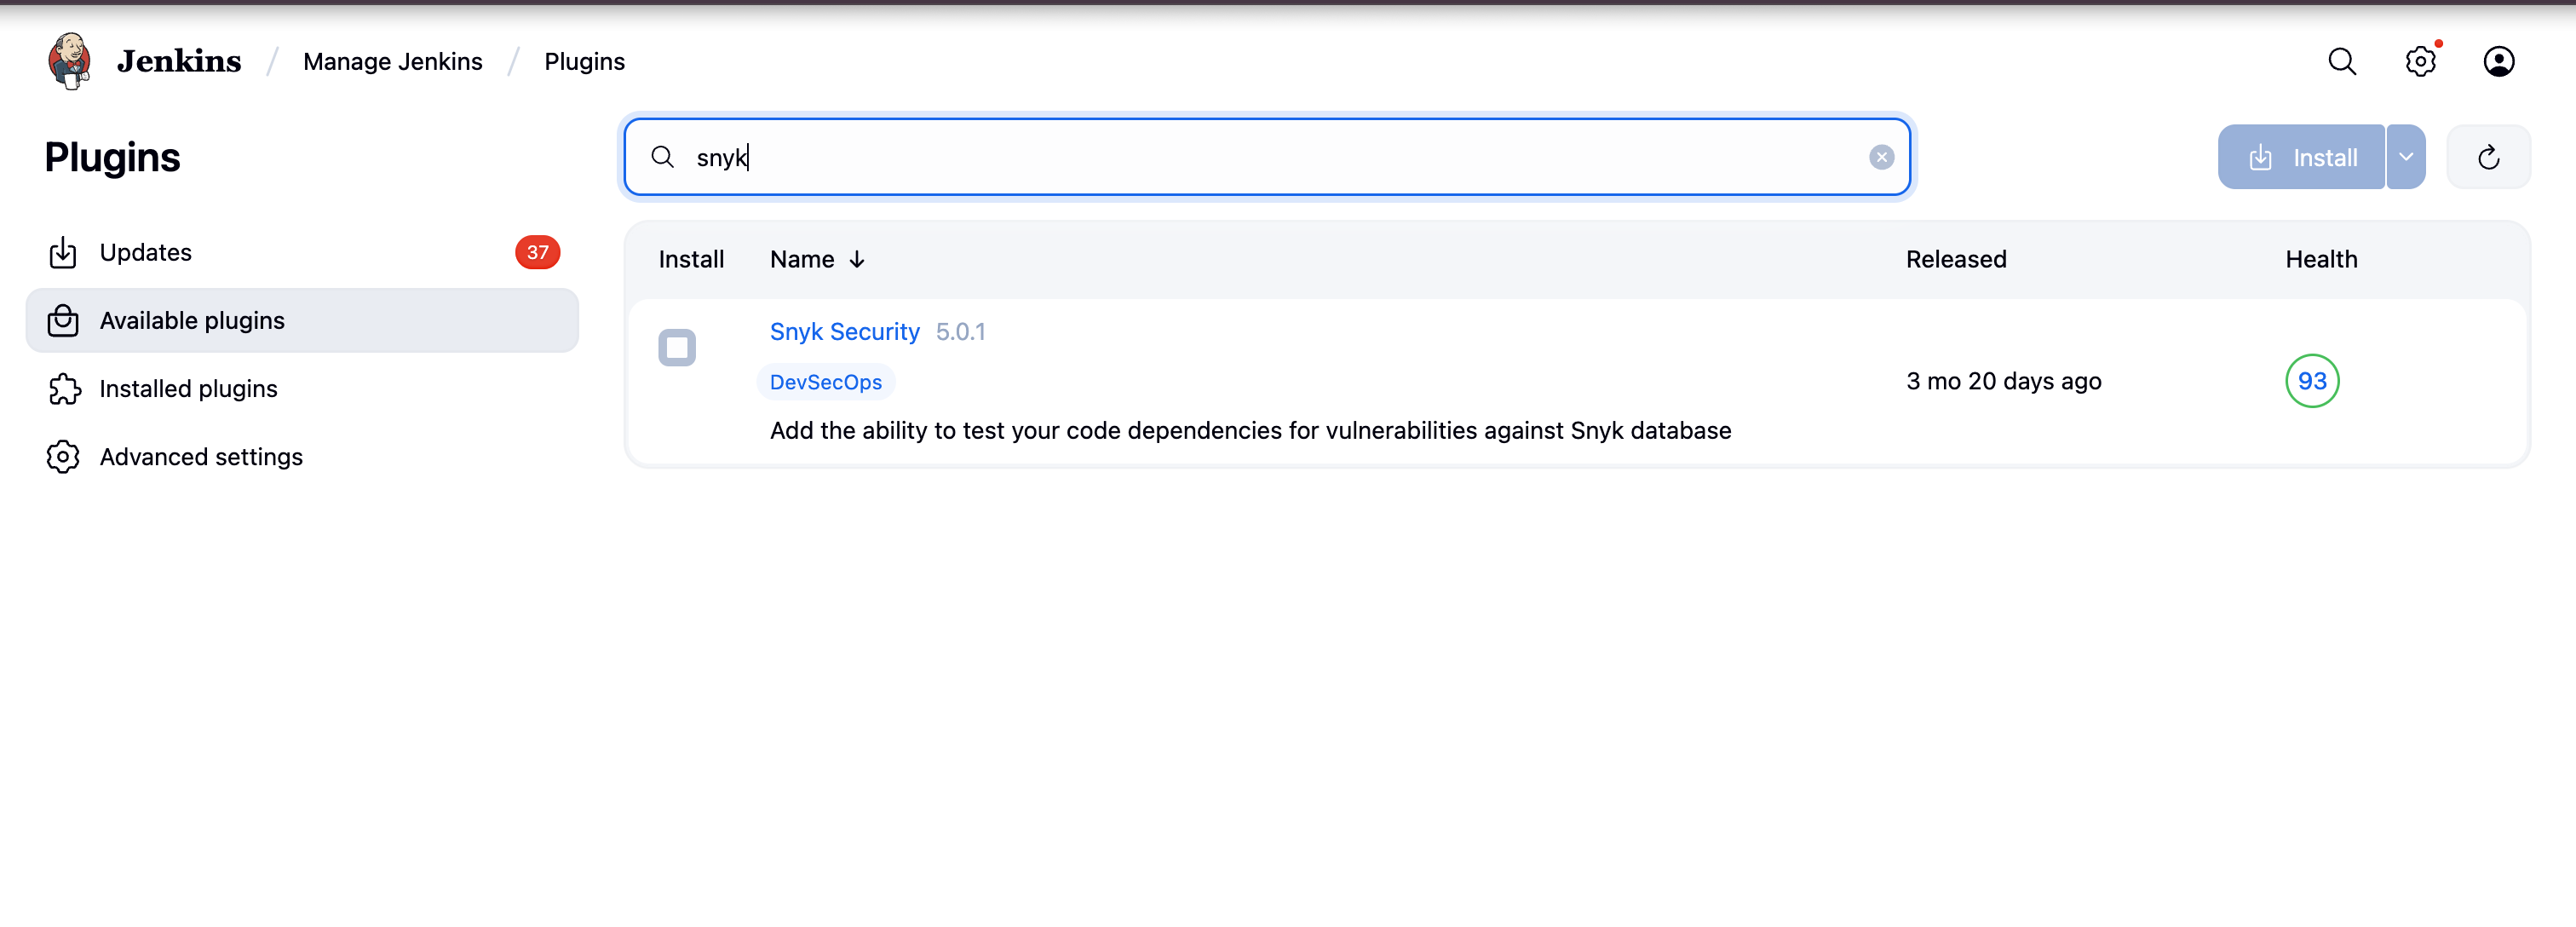 Jenkins / Manage Jenkins / Plugins
Plugins
snyk
Install
Updates 37
Available plugins
Installed plugins
Advanced settings
Install Name ↓ Released Health
Snyk Security 5.0.1
DevSecOps
Add the ability to test your code dependencies for vulnerabilities against Snyk database
3 mo 20 days ago
93